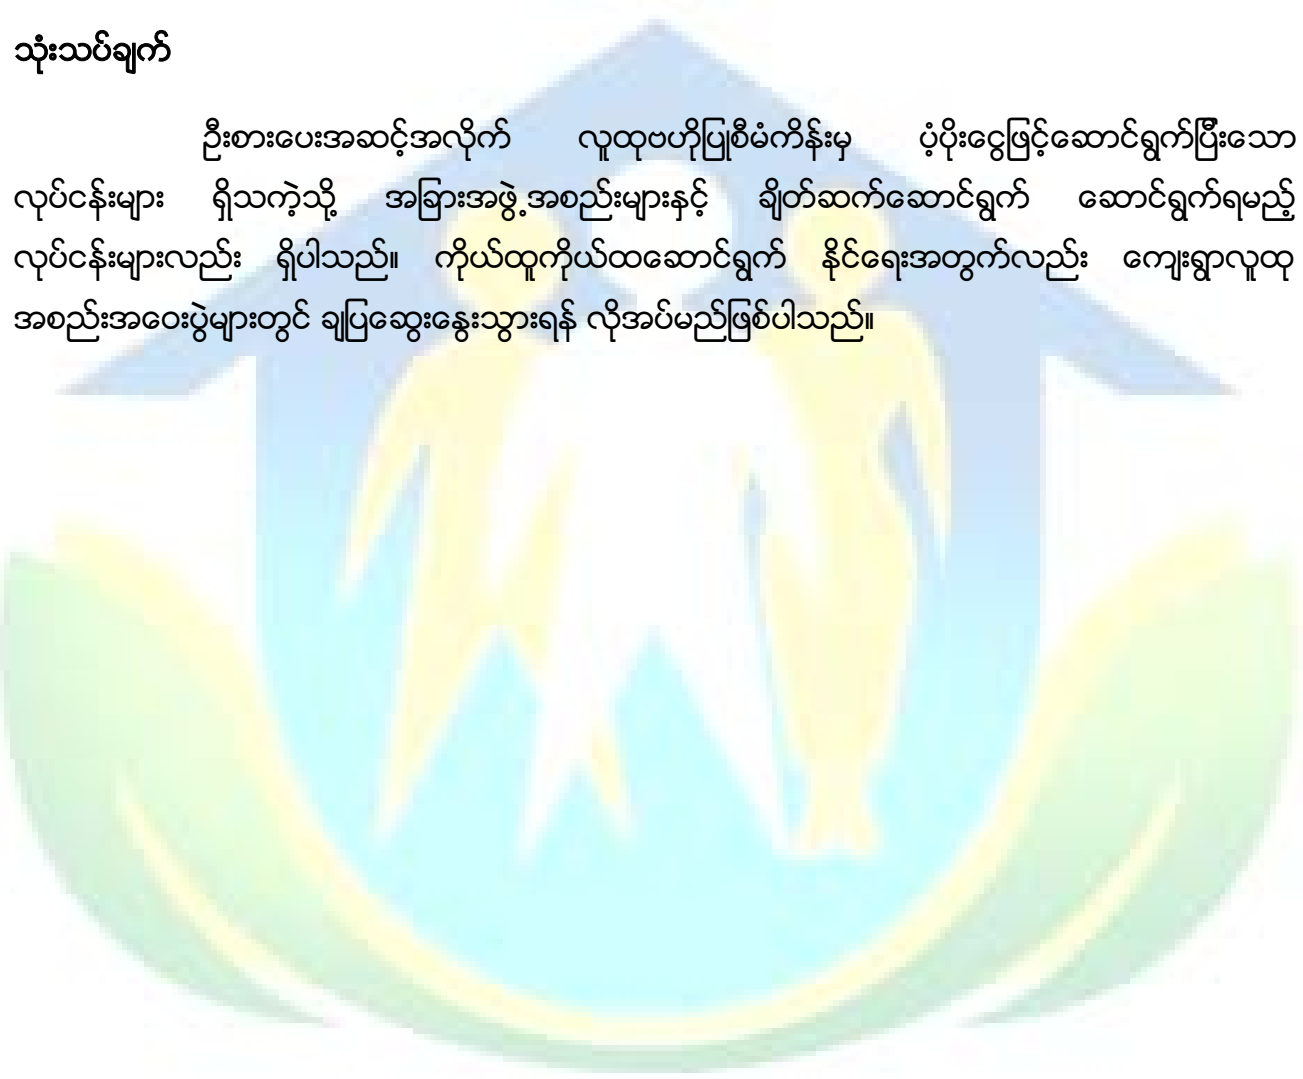 သုံးသပ်ချက်
ဦးစားပေးအဆင့်အလိုက် လူထုဗဟိုပြုစီမံကိန်းမှ ပံ့ပိုးငွေဖြင့်ဆောင်ရွက်ပြီးသော
လုပ်ငန်းများ ရှိသကဲ့သို့ အခြားအဖွဲ့အစည်းများနှင့် ချိတ်ဆက်ဆောင်ရွက် ဆောင်ရွက်ရမည့်
လုပ်ငန်းများလည်း ရှိပါသည်။ ကိုယ်ထူကိုယ်ထဆောင်ရွက် နိုင်ရေးအတွက်လည်း ကျေးရွာလူထု
အစည်းအဝေးပွဲများတွင် ချပြဆွေးနွေးသွားရန် လိုအပ်မည်ဖြစ်ပါသည်။